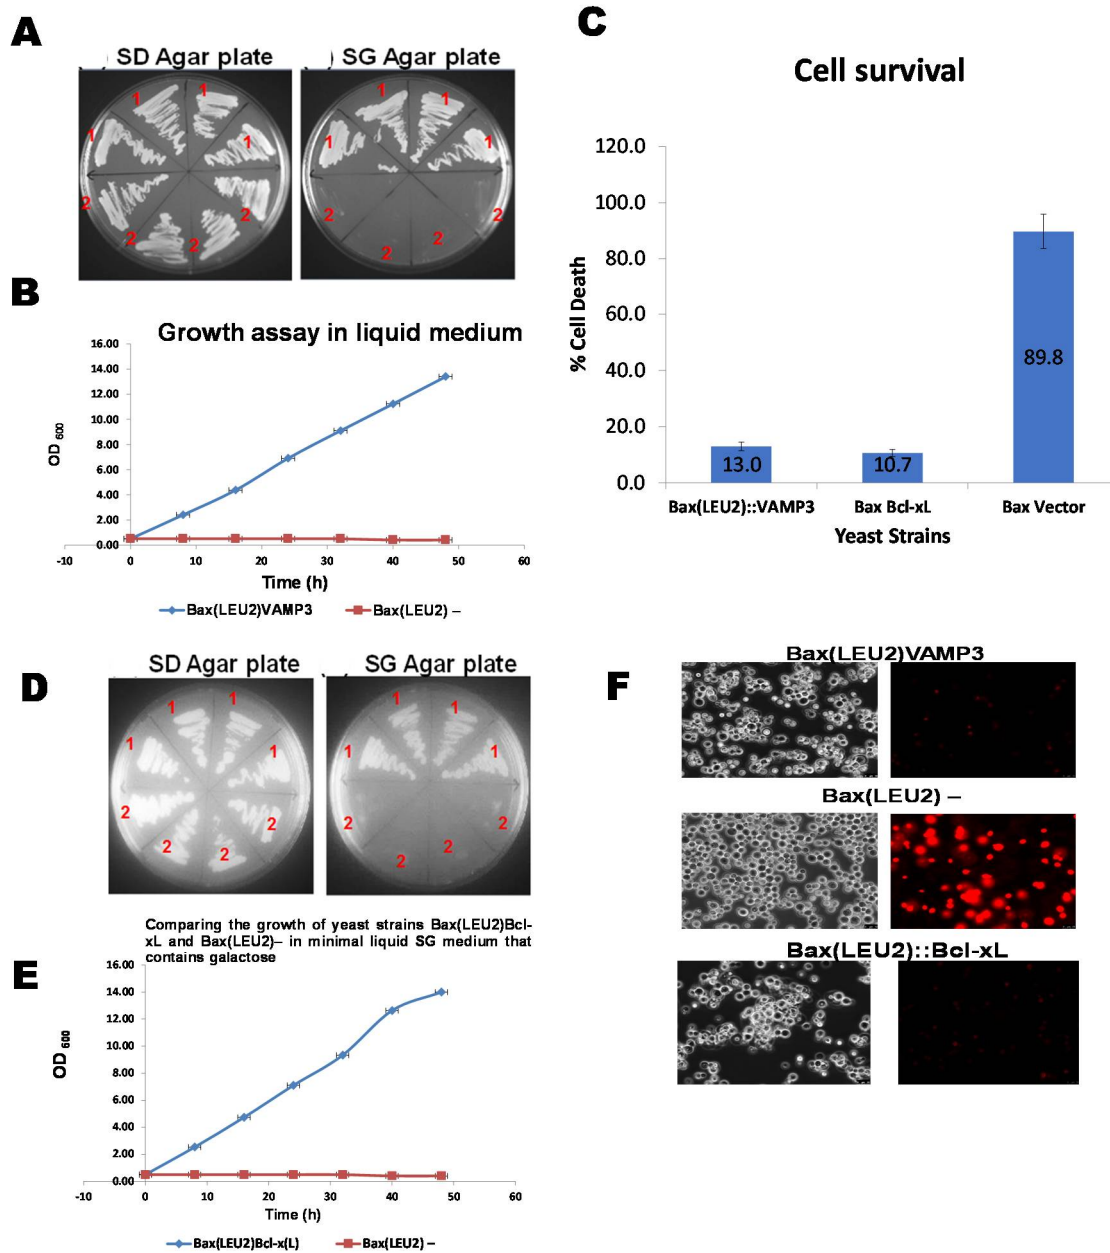 A
) SD Agar plate
) SG Agar plate
1
1
1
1
2
2
2
2
1
1
1
1
2
2
2
2
B
Growth assay in liquid medium
16.00
14.00
12.00
10.00
8.00
6.00
4.00
2.00
0.00
OD 600
-10
0
10
20
30
40
50
60
Time (h)
Bax(LEU2)VAMP3
Bax(LEU2) –
C
Cell survival
120.0
100.0
80.0
60.0
40.0
20.0
0.0
% Cell Death
13.0
10.7
89.8
Bax(LEU2)::VAMP3
Bax Bcl-xL
Bax Vector
Yeast Strains
D
SD Agar plate
) SG Agar plate
1
1
1
1
2
2
2
2
1
1
1
1
2
2
2
2
Comparing the growth of yeast strains Bax(LEU2)Bcl-
xL and Bax(LEU2)– in minimal liquid SG medium that
contains galactose
E
16.00
14.00
12.00
10.00
8.00
6.00
4.00
2.00
0.00
OD 600
-10
0
10
20
30
40
50
60
Time (h)
Bax(LEU2)Bcl-x(L)
Bax(LEU2) –
F
Bax(LEU2)VAMP3
Bax(LEU2) –
Bax(LEU2)::Bcl-xL